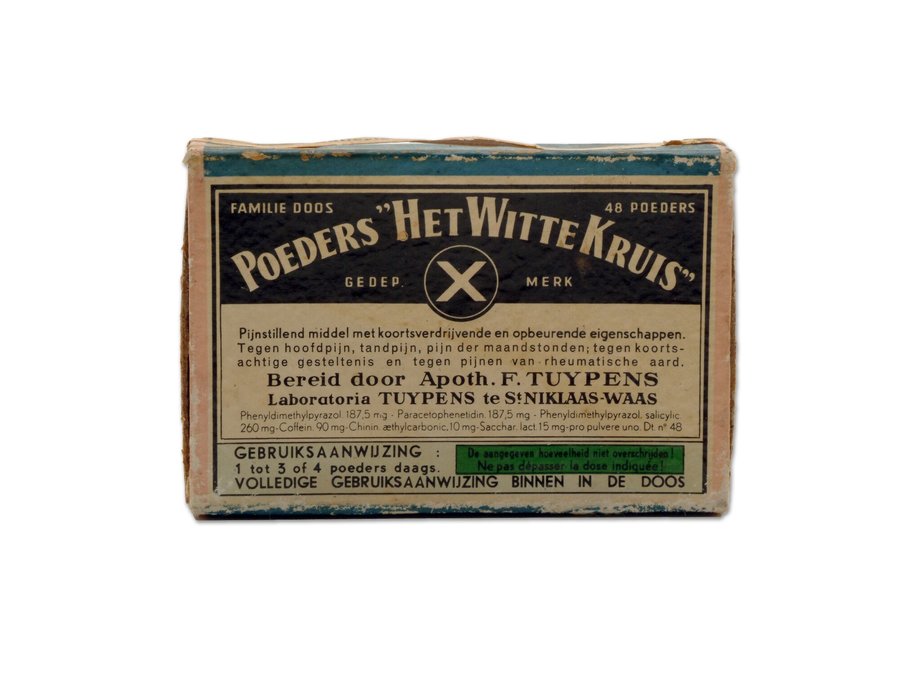 FAMILIE DOOS
48 POEDERS
POEDERS "HET WITTE KRUIS"
GEDEP. X MERK
Pijnstillend middel met koortsverdrijvende en opbeurende eigenschappen.
Tegen hoofdpijn, tandpijn, pijn der maandstonden; tegen koorts-
achtige gesteltenis en tegen pijnen van rheumatische aard.
Bereid door Apoth. F. TUYPENS
Laboratoria TUYPENS te St NIKLAAS-WAAS
Phenyldimethylpyrazol. 187,5 mg - Paracetophenetidin. 187,5 mg - Phenyldimethylpyrazol. salicylic.
260 mg-Coffein. 90 mg-Chinin. æthylcarbonic. 10 mg-Sacchar. lact. 15 mg-pro pulvere uno. Dt. n° 48
GEBRUIKSAANWIJZING :
1 tot 3 of 4 poeders daags.
De aangegeven hoeveelheid niet overschrijden !
Ne pas dépasser la dose indiquée !
VOLLEDIGE GEBRUIKSAANWIJZING BINNEN IN DE DOOS